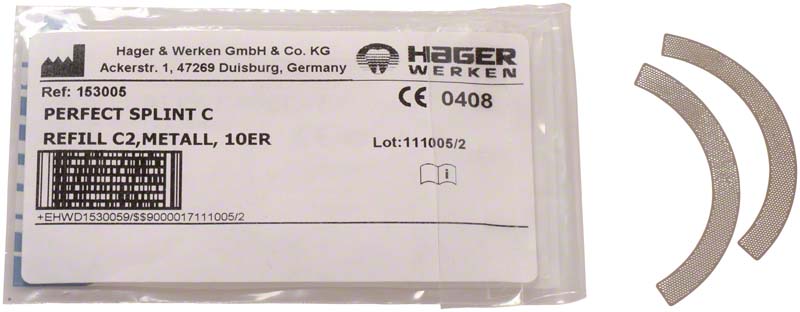 Hager & Werken GmbH & Co. KG
Ackerstr. 1, 47269 Duisburg, Germany
HAGER
WERKEN
Ref: 153005
CE 0408
PERFECT SPLINT C
REFILL C2,METALL, 10ER
Lot:111005/2
+EHWD1530059/$$9000017111005/2